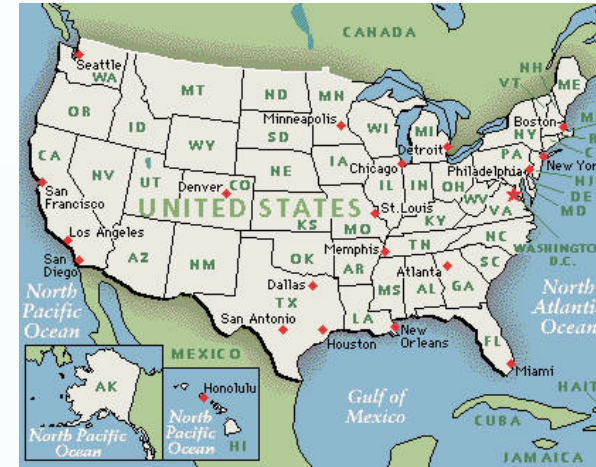 CANADA
NH
VT
ME
Seattle
WA
MT
ND
MN
OR
ID
Minneapolis
WI
MI
NY
Boston
SD
WY
Detroit
CA
NV
IA
Chicago
PA
New York
Philadelphia
NE
UT
Denver
CO
IL
IN
OH
WV
NJ
DE
MD
San
Francisco
UNITED STATES
KS
St. Louis
MO
KY
VA
WASHINGTON
D.C.
Los Angeles
San
Diego
AZ
NM
OK
Memphis
TN
NC
AR
Atlanta
SC
Dallas
TX
MS
AL
GA
North
Pacific
Ocean
North
Atlantic
Ocean
San Antonio
LA
Houston
New
Orleans
FL
MEXICO
Miami
AK
Honolulu
Gulf of
Mexico
HAIT
CUBA
North Pacific
Ocean
North
Pacific
Ocean
HI
JAMAICA